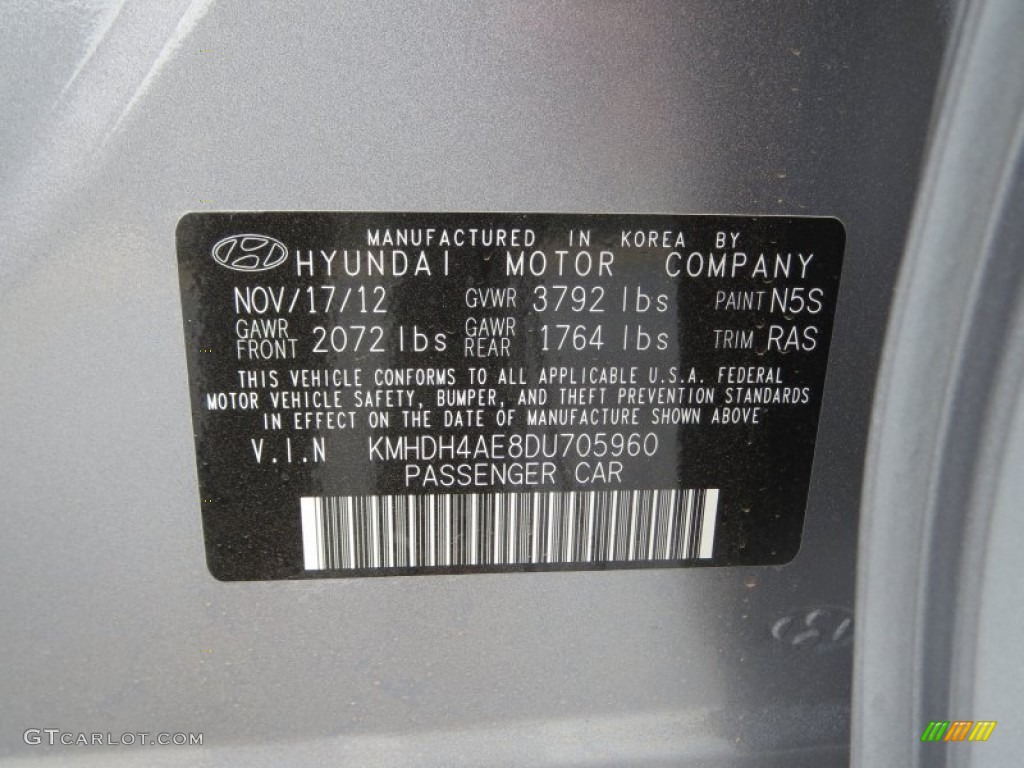 MANUFACTURED IN KOREA BY
HYUNDAI MOTOR COMPANY
NOV/17/12 GVWR 3792 lbs PAINT N5S
GAWR FRONT 2072 lbs GAWR REAR 1764 lbs TRIM RAS
THIS VEHICLE CONFORMS TO ALL APPLICABLE U.S.A. FEDERAL
MOTOR VEHICLE SAFETY, BUMPER, AND THEFT PREVENTION STANDARDS
IN EFFECT ON THE DATE OF MANUFACTURE SHOWN ABOVE
V.I.N KMHDH4AE8DU705960
PASSENGER CAR
GTCARLOT.COM